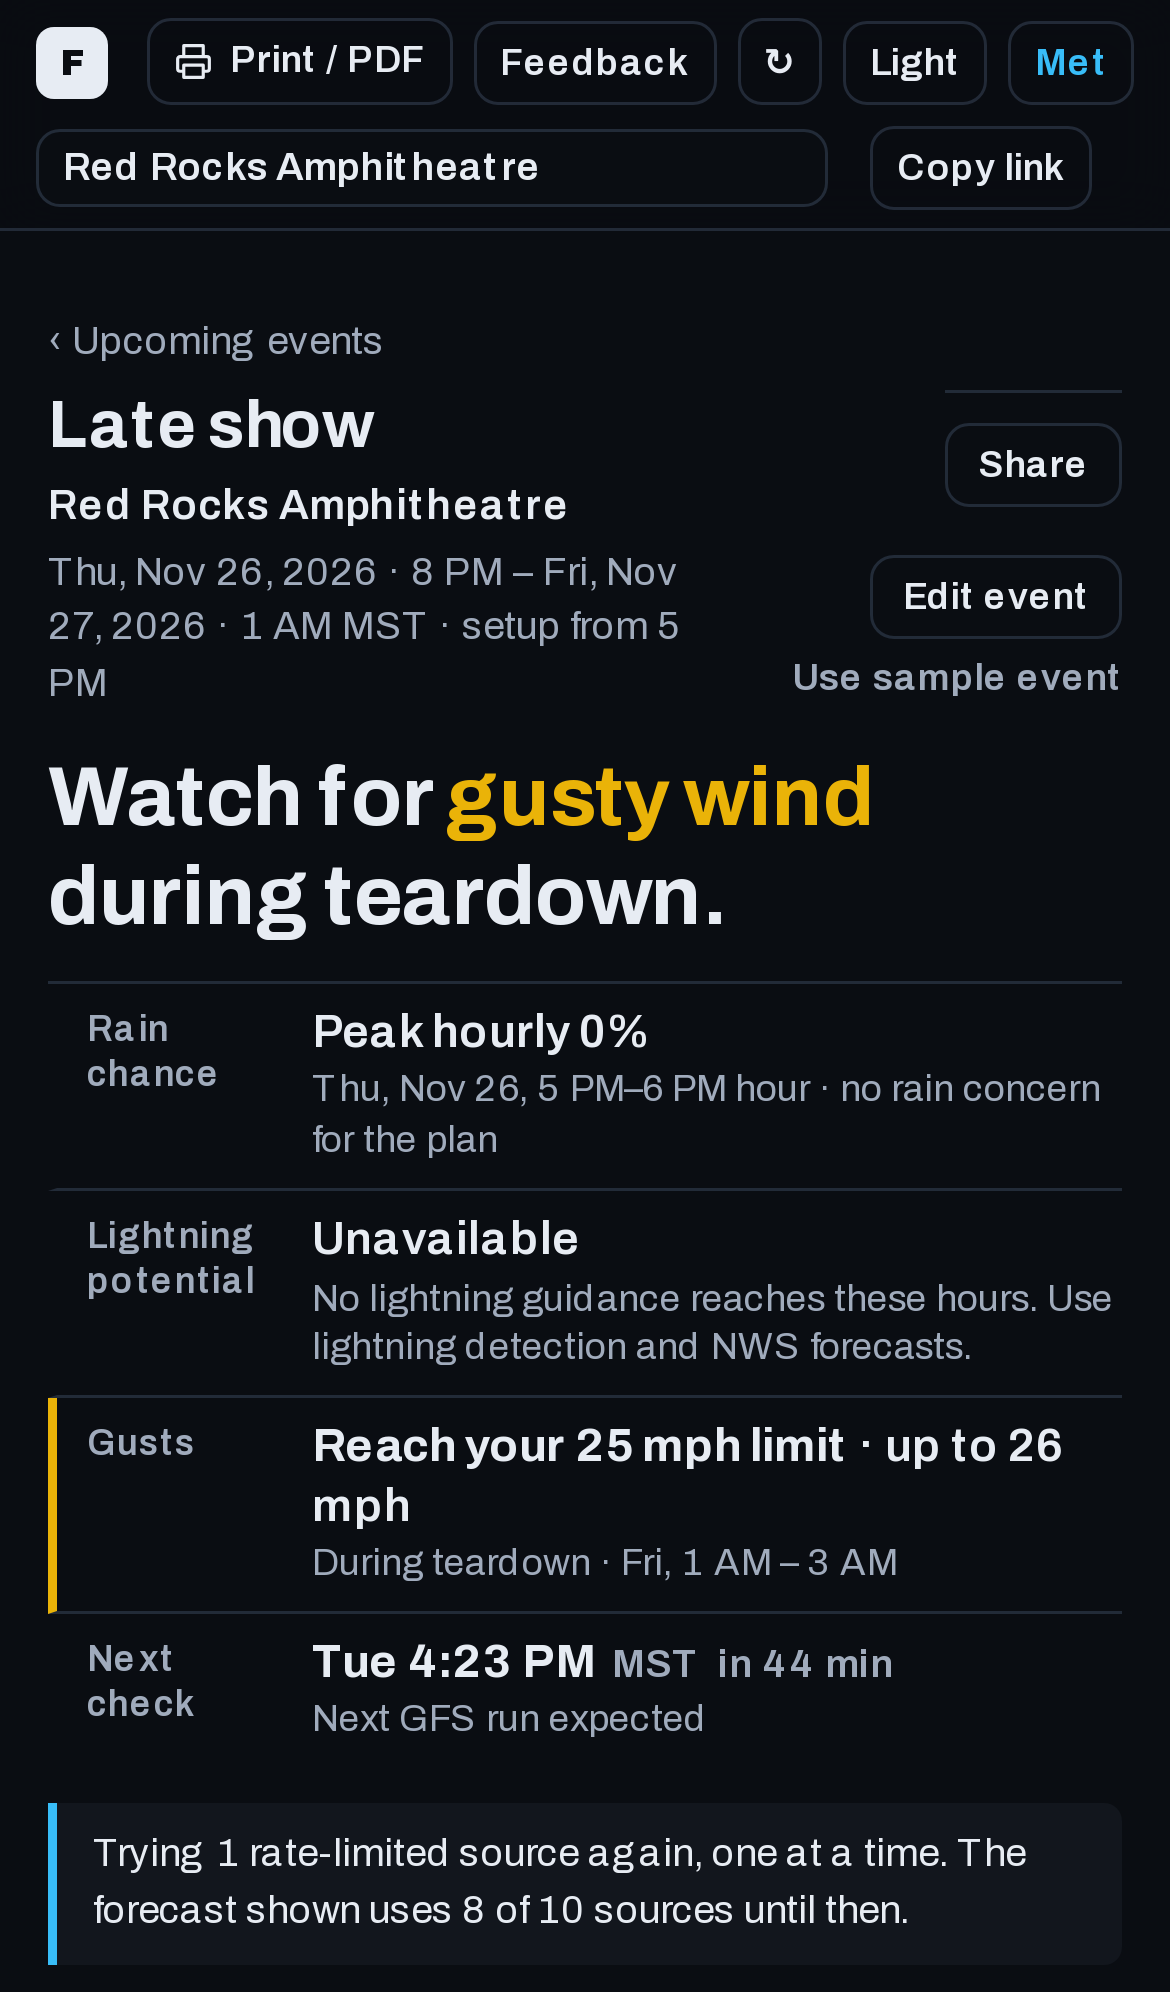 F Print / PDF Feedback ↻ Light Met
Red Rocks Amphitheatre Copy link
‹ Upcoming events
Late show
Share
Red Rocks Amphitheatre
Thu, Nov 26, 2026 · 8 PM – Fri, Nov
27, 2026 · 1 AM MST · setup from 5
PM
Edit event
Use sample event
Watch for gusty wind
during teardown.
Rain
chance
Peak hourly 0%
Thu, Nov 26, 5 PM–6 PM hour · no rain concern
for the plan
Lightning
potential
Unavailable
No lightning guidance reaches these hours. Use
lightning detection and NWS forecasts.
Gusts
Reach your 25 mph limit · up to 26
mph
During teardown · Fri, 1 AM – 3 AM
Next
check
Tue 4:23 PM MST in 44 min
Next GFS run expected
Trying 1 rate-limited source again, one at a time. The
forecast shown uses 8 of 10 sources until then.